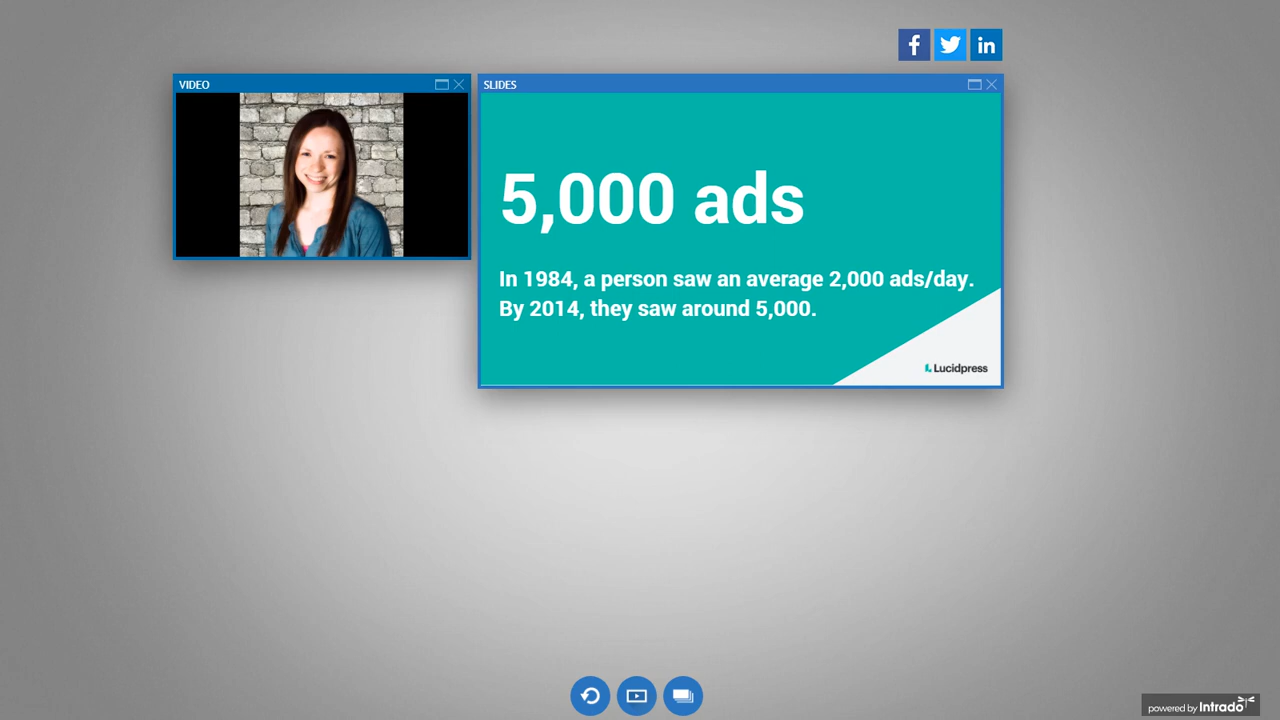 VIDEO
SLIDES
5,000 ads
In 1984, a person saw an average 2,000 ads/day.
By 2014, they saw around 5,000.
Lucidpress
powered by Intrado